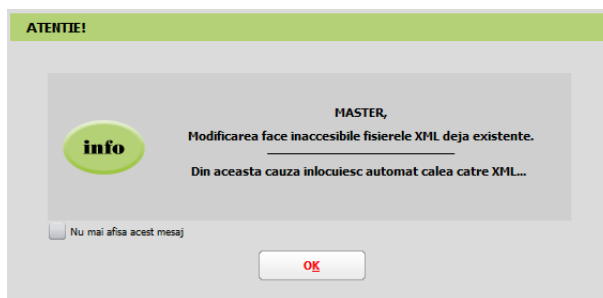 ATENTIE!
MASTER,
info
Modificarea face inaccesibile fisierele XML deja existente.
Din aceasta cauza inlocuiesc automat calea catre XML...
Nu mai afisa acest mesaj
OK